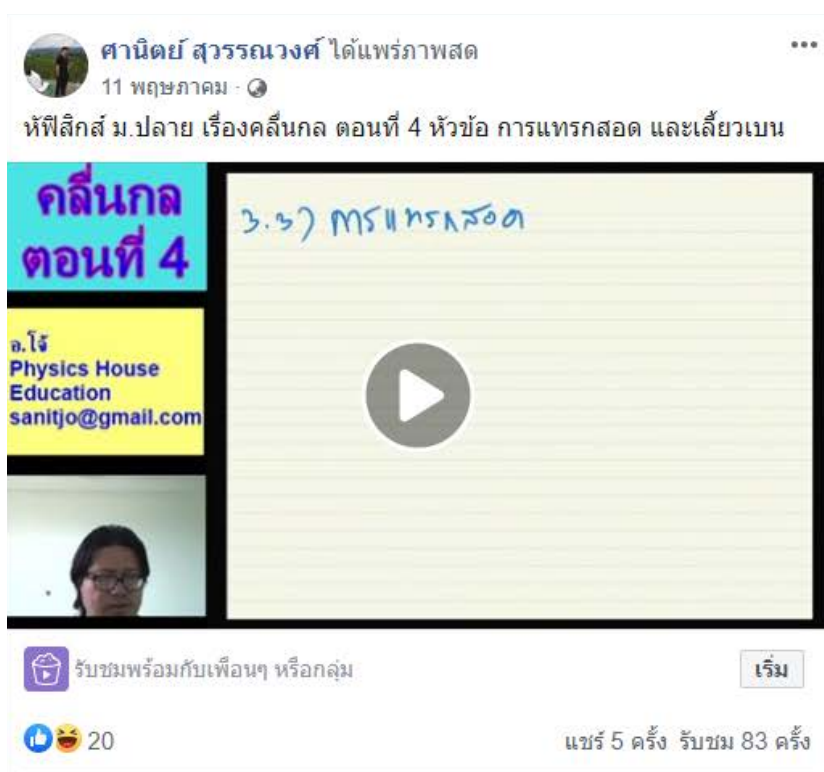 ศานิตย์ สุวรรณวงศ์ ได้แพร่ภาพสด
11 พฤษภาคม ·
หัฟิสิกส์ ม.ปลาย เรื่องคลื่นกล ตอนที่ 4 หัวข้อ การแทรกสอด และเลี้ยวเบน
คลื่นกล
ตอนที่ 4
3.3) การแทรกสอด
อ.โจ้
Physics House
Education
sanitjo@gmail.com
รับชมพร้อมกับเพื่อนๆ หรือกลุ่ม
เริ่ม
20
แชร์ 5 ครั้ง รับชม 83 ครั้ง